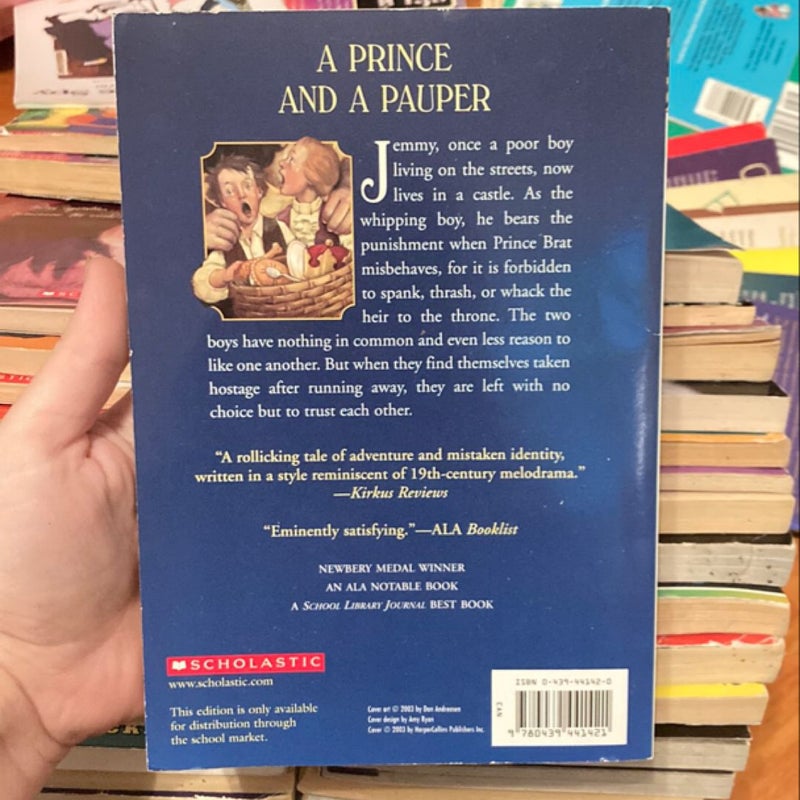 A PRINCE
AND A PAUPER
Jemmy, once a poor boy
living on the streets, now
lives in a castle. As the
whipping boy, he bears the
punishment when Prince Brat
misbehaves, for it is forbidden
to spank, thrash, or whack the
heir to the throne. The two
boys have nothing in common and even less reason to
like one another. But when they find themselves taken
hostage after running away, they are left with no
choice but to trust each other.
“A rollicking tale of adventure and mistaken identity,
written in a style reminiscent of 19th-century melodrama.”
—Kirkus Reviews
“Eminently satisfying.”—ALA Booklist
NEWBERY MEDAL WINNER
AN ALA NOTABLE BOOK
A SCHOOL LIBRARY JOURNAL BEST BOOK
SCHOLASTIC
www.scholastic.com
This edition is only available
for distribution through
the school market.
Cover art © 2003 by Don Andreasen
Cover design by Amy Ryan
Cover © 2003 by HarperCollins Publishers Inc.
ISBN 0-439-44142-0
9 780439 441421